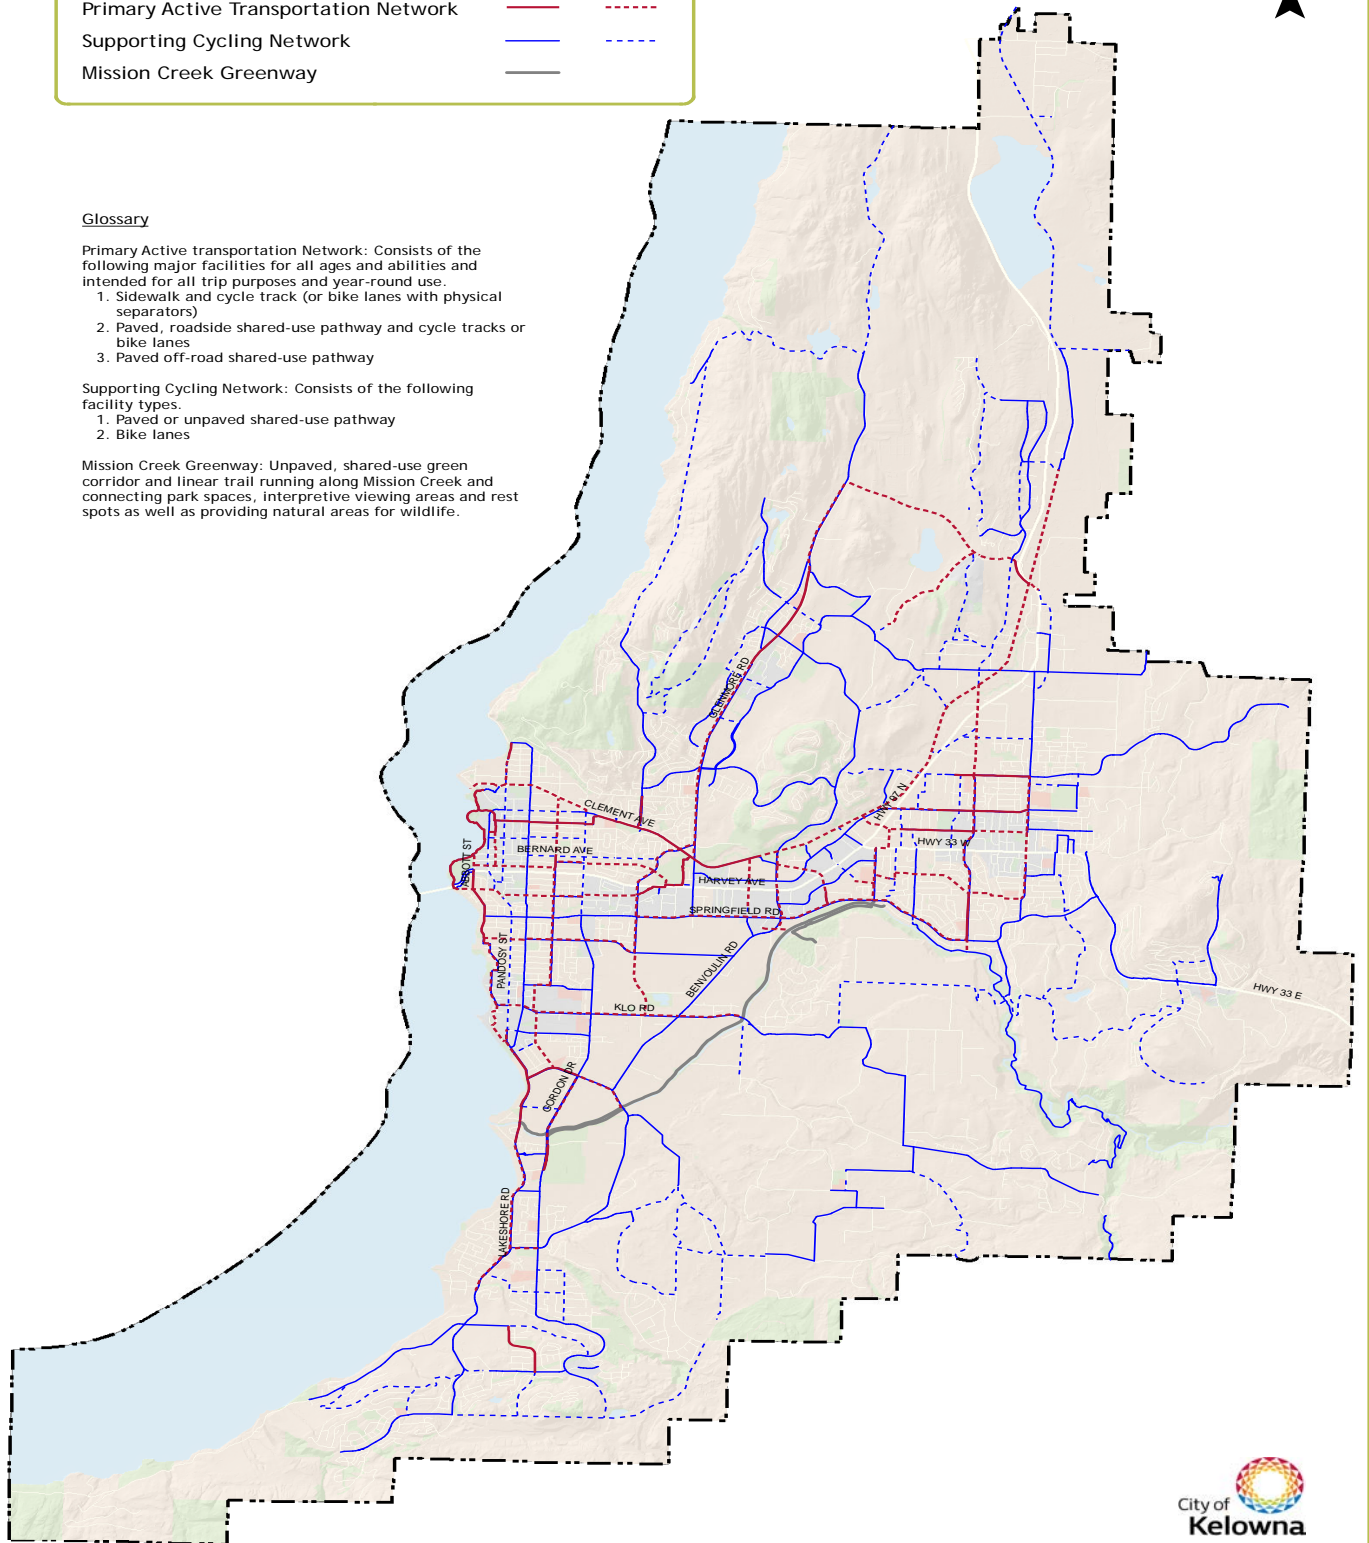 Primary Active Transportation Network
Supporting Cycling Network
Mission Creek Greenway
Glossary
Primary Active transportation Network: Consists of the
following major facilities for all ages and abilities and
intended for all trip purposes and year-round use.
1. Sidewalk and cycle track (or bike lanes with physical
separators)
2. Paved, roadside shared-use pathway and cycle tracks or
bike lanes
3. Paved off-road shared-use pathway
Supporting Cycling Network: Consists of the following
facility types.
1. Paved or unpaved shared-use pathway
2. Bike lanes
Mission Creek Greenway: Unpaved, shared-use green
corridor and linear trail running along Mission Creek and
connecting park spaces, interpretive viewing areas and rest
spots as well as providing natural areas for wildlife.
GLENMORE RD
CLEMENT AVE
HWY 97 N
BERNARD AVE
HWY 33 W
ABBOTT ST
HARVEY AVE
SPRINGFIELD RD
PANDOSY ST
BENVOULIN RD
HWY 33 E
KLO RD
GORDON DR
LAKESHORE RD
City of
Kelowna